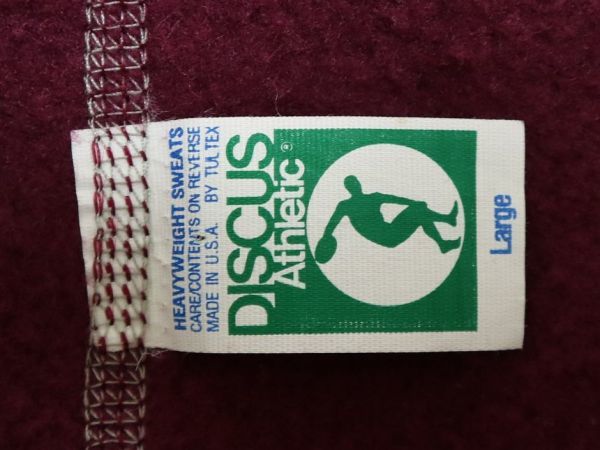 HEAVYWEIGHT SWEATS
CARE/CONTENTS ON REVERSE
MADE IN U.S.A. BY TULTEX
DISCUS
Athletic®
Large